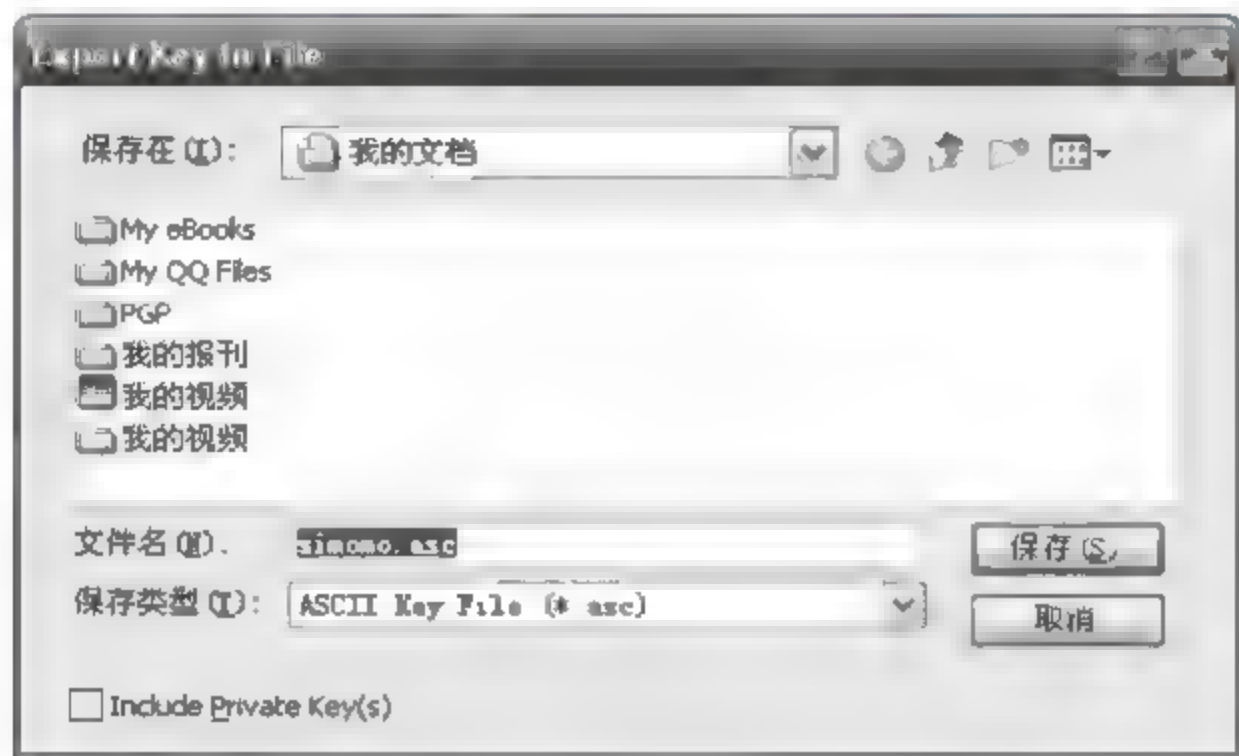 Export Key to File
保存在(I):
我的文档
My eBooks
My QQ Files
PGP
我的报刊
我的视频
我的视频
文件名(N).
simomo.asc
保存(S)
保存类型(T):
ASCII Key File (*.asc)
取消
Include Private Key(s)